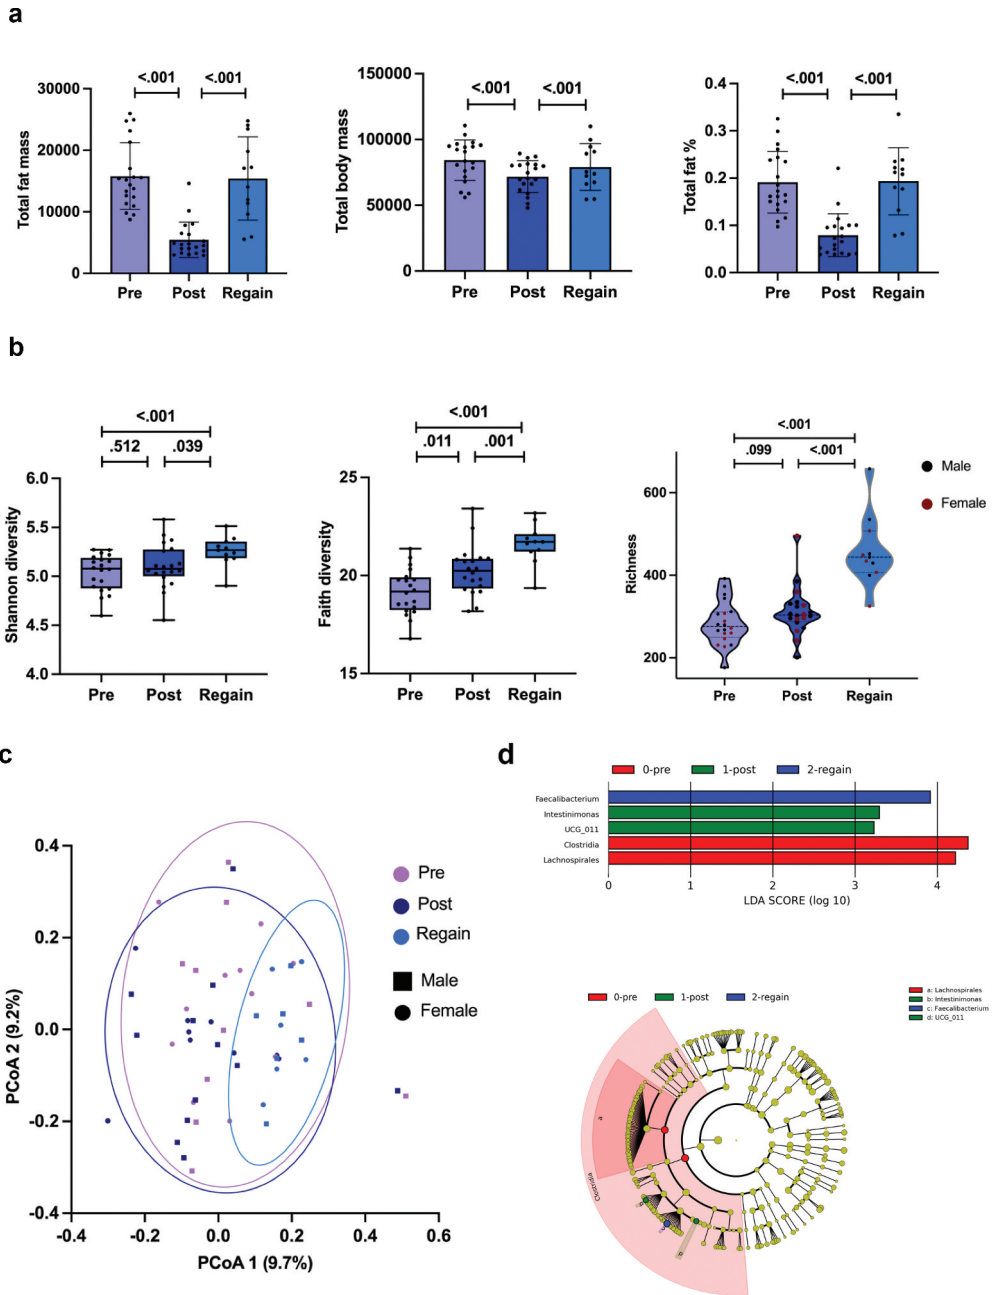 a
<.001 <.001
30000
20000
10000
0
Total fat mass
Pre Post Regain
<.001 <.001
150000
100000
50000
0
Total body mass
Pre Post Regain
<.001 <.001
0.4
0.3
0.2
0.1
0.0
Total fat %
Pre Post Regain
b
<.001
.512 .039
6.0
5.5
5.0
4.5
4.0
Shannon diversity
Pre Post Regain
<.001
.011 .001
25
20
15
Faith diversity
Pre Post Regain
<.001
.099 <.001
600
400
200
Richness
Pre Post Regain
Male
Female
c
0.4
0.2
0.0
-0.2
-0.4
PCoA 2 (9.2%)
-0.4 -0.2 0.0 0.2 0.4 0.6
PCoA 1 (9.7%)
Pre
Post
Regain
Male
Female
d
0-pre 1-post 2-regain
Faecalibacterium
Intestinimonas
UCG_011
Clostridia
Lachnospirales
0 1 2 3 4
LDA SCORE (log 10)
0-pre 1-post 2-regain
a: Lachnospirales
b: Intestinimonas
c: Faecalibacterium
d: UCG_011
a
Clostridia